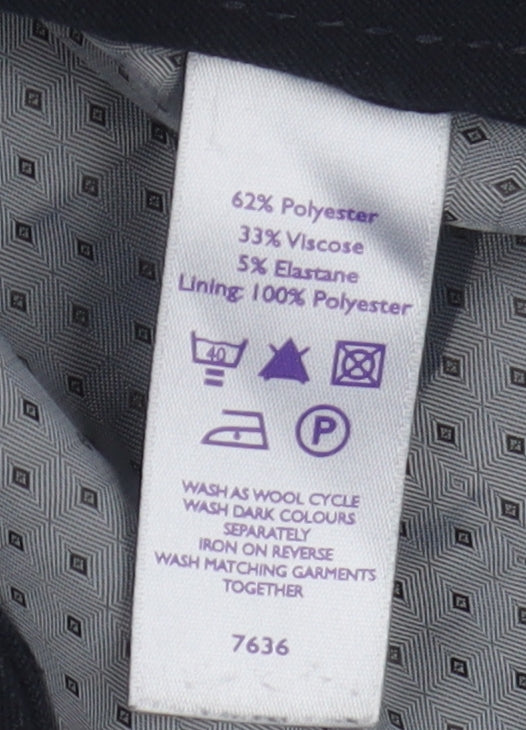 62% Polyester
33% Viscose
5% Elastane
Lining: 100% Polyester
40
P
WASH AS WOOL CYCLE
WASH DARK COLOURS
SEPARATELY
IRON ON REVERSE
WASH MATCHING GARMENTS
TOGETHER
7636